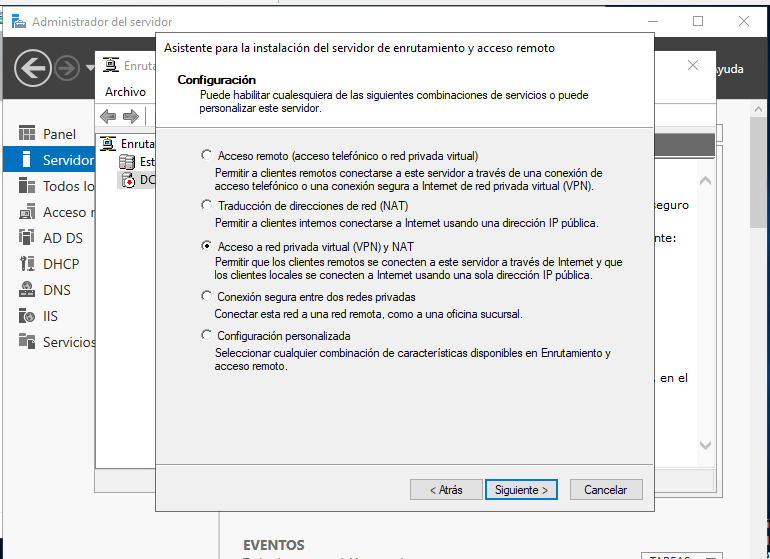 Administrador del servidor
Asistente para la instalación del servidor de enrutamiento y acceso remoto
Configuración
Puede habilitar cualesquiera de las siguientes combinaciones de servicios o puede
personalizar este servidor.
Acceso remoto (acceso telefónico o red privada virtual)
Permitir a clientes remotos conectarse a este servidor a través de una conexión de
acceso telefónico o una conexión segura a Internet de red privada virtual (VPN).
Traducción de direcciones de red (NAT)
Permitir a clientes internos conectarse a Internet usando una dirección IP pública.
Acceso a red privada virtual (VPN) y NAT
Permitir que los clientes remotos se conecten a este servidor a través de Internet y que
los clientes locales se conecten a Internet usando una sola dirección IP pública.
Conexión segura entre dos redes privadas
Conectar esta red a una red remota, como a una oficina sucursal.
Configuración personalizada
Seleccionar cualquier combinación de características disponibles en Enrutamiento y
acceso remoto.
< Atrás
Siguiente >
Cancelar
Enruta
Archivo
Enruta
Est
DC
yuda
eguro
nte:
en el
Panel
Servidor
Todos lo
Acceso r
AD DS
DHCP
DNS
IIS
Servicios
EVENTOS
TAREAS